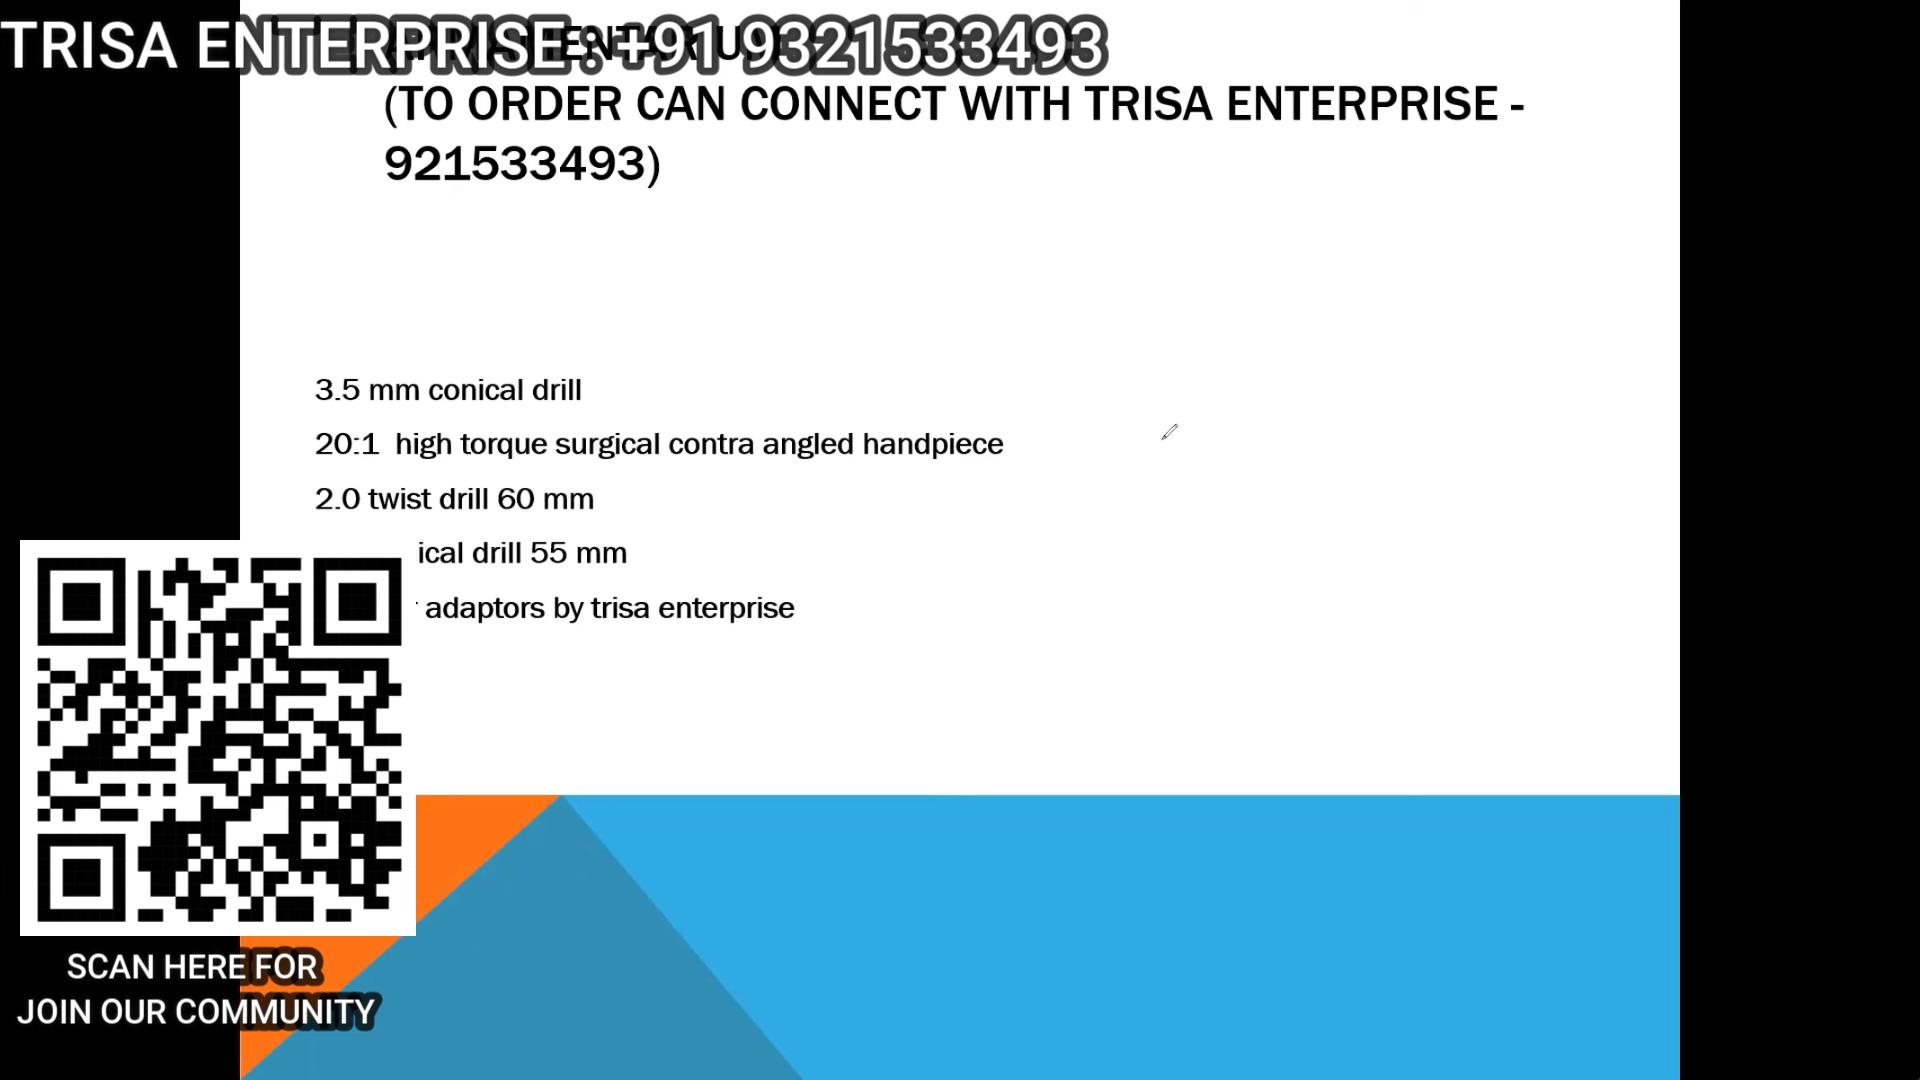 TRISA ENTERPRISE : +91 9321533493
(TO ORDER CAN CONNECT WITH TRISA ENTERPRISE -
921533493)
3.5 mm conical drill
20:1 high torque surgical contra angled handpiece
2.0 twist drill 60 mm
ical drill 55 mm
adaptors by trisa enterprise
SCAN HERE FOR
JOIN OUR COMMUNITY